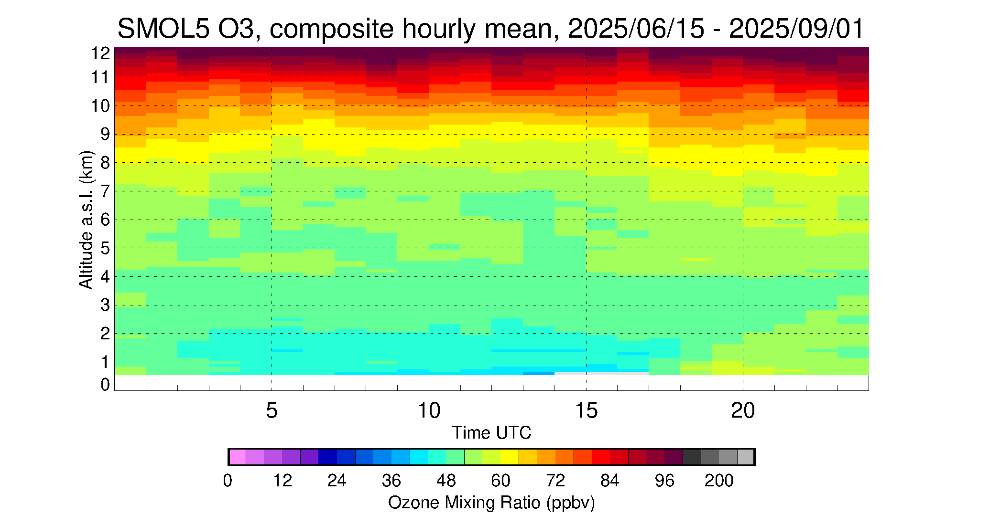 SMOL5 O3, composite hourly mean, 2025/06/15 - 2025/09/01
12
11
10
9
8
7
6
5
4
3
2
1
0
Altitude a.s.l. (km)
5 10 15 20
Time UTC
0 12 24 36 48 60 72 84 96 200
Ozone Mixing Ratio (ppbv)